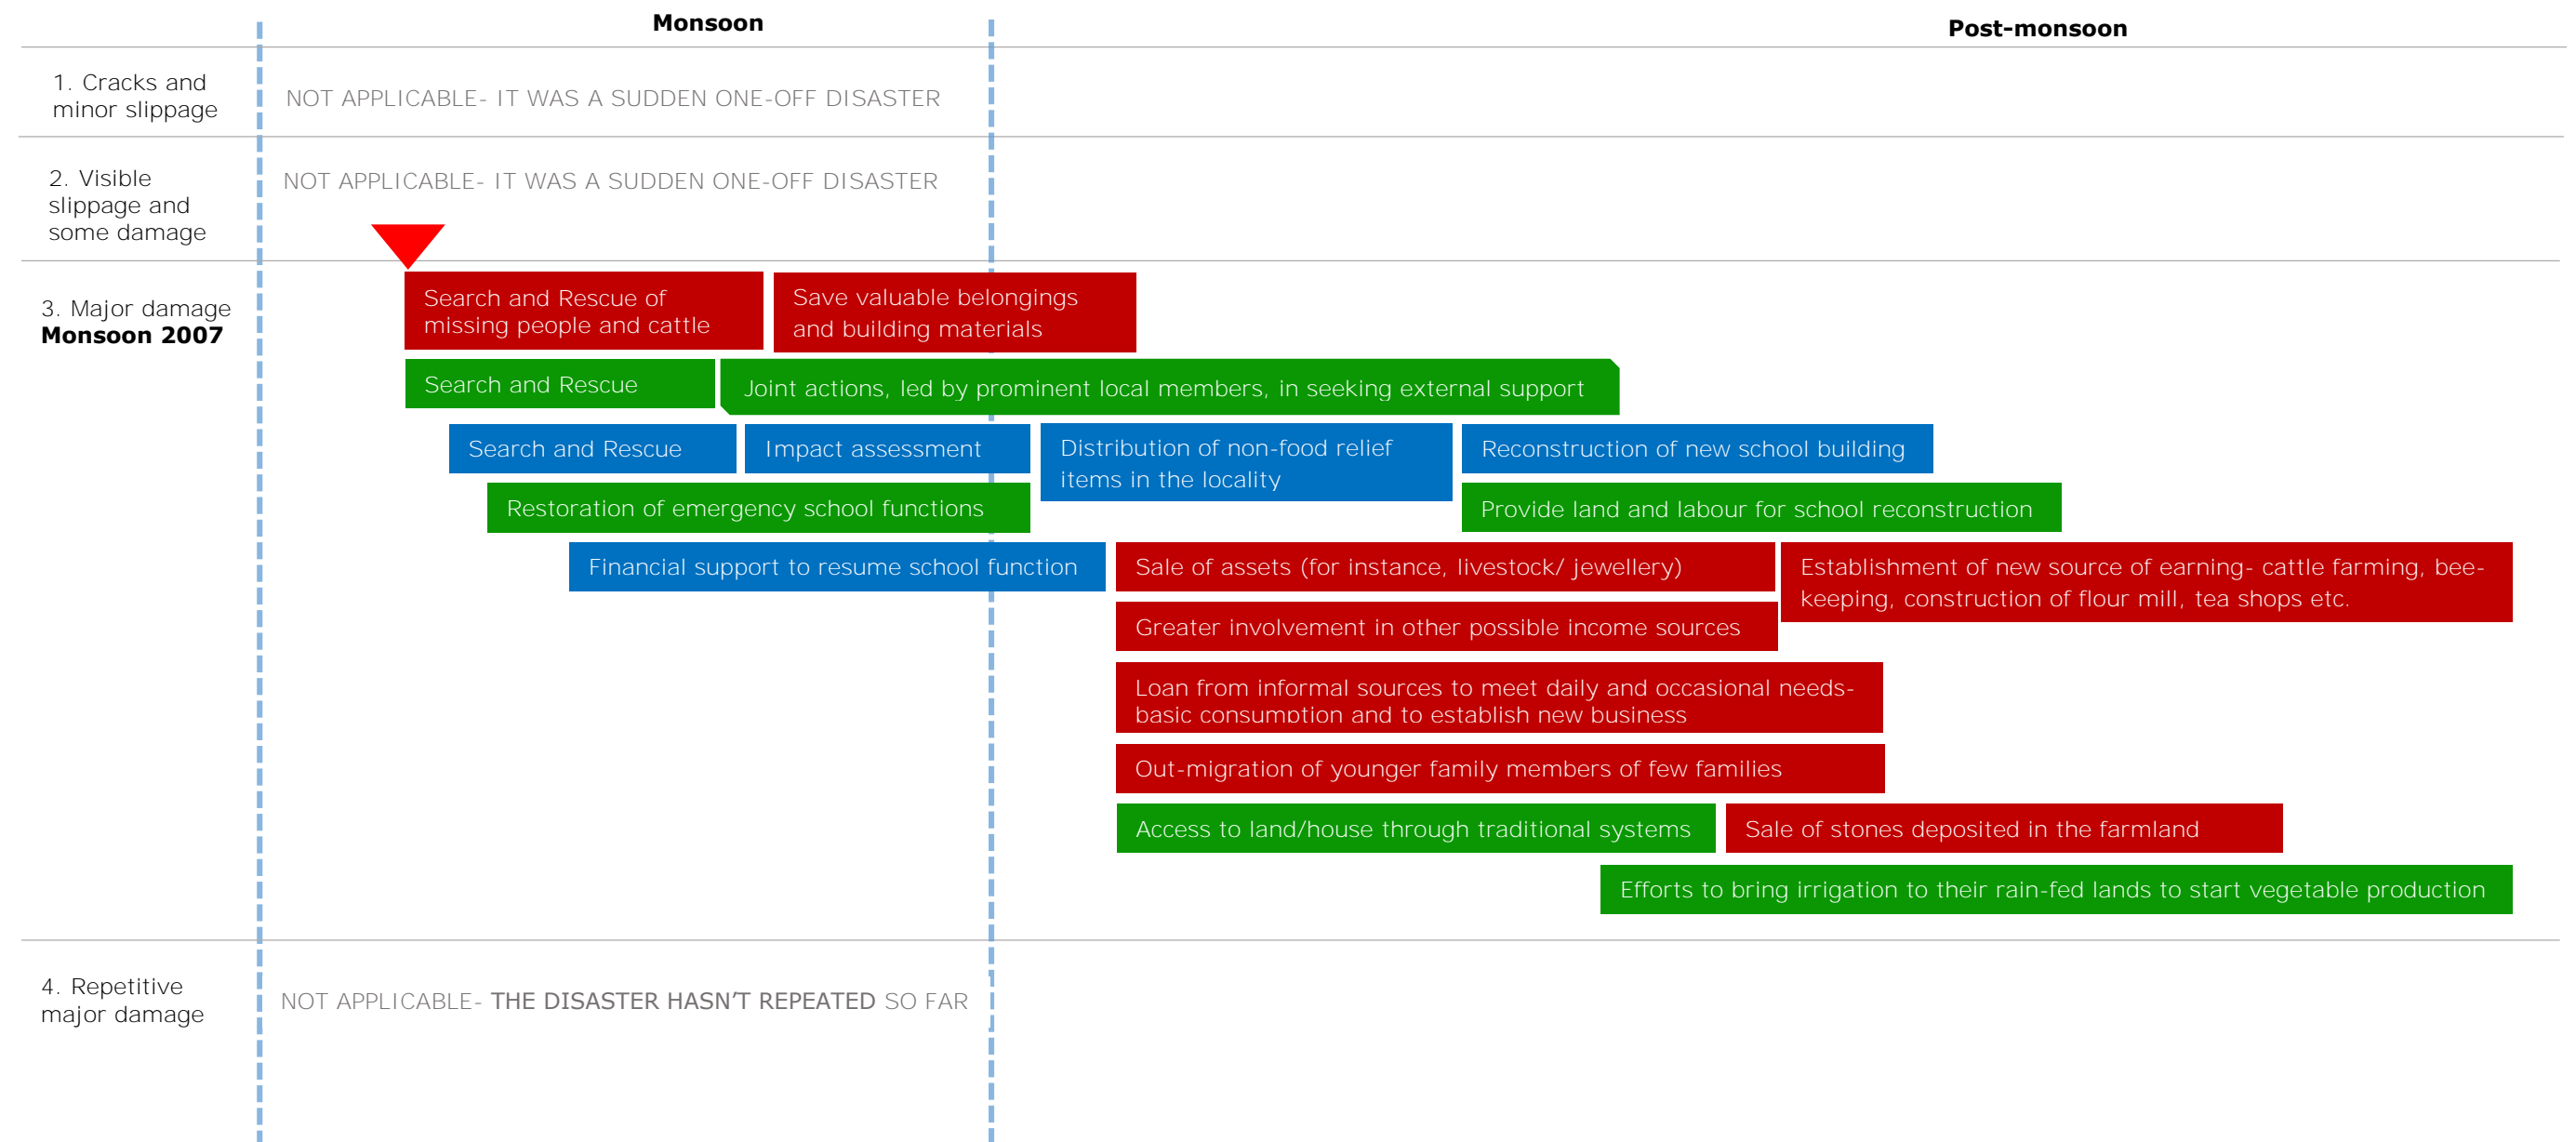 Monsoon
Post-monsoon
1. Cracks and
minor slippage
NOT APPLICABLE- IT WAS A SUDDEN ONE-OFF DISASTER
2. Visible
slippage and
some damage
NOT APPLICABLE- IT WAS A SUDDEN ONE-OFF DISASTER
3. Major damage
Monsoon 2007
Search and Rescue of
missing people and cattle
Save valuable belongings
and building materials
Search and Rescue
Joint actions, led by prominent local members, in seeking external support
Search and Rescue
Impact assessment
Distribution of non-food relief
items in the locality
Reconstruction of new school building
Restoration of emergency school functions
Provide land and labour for school reconstruction
Financial support to resume school function
Sale of assets (for instance, livestock/ jewellery)
Establishment of new source of earning- cattle farming, bee-
keeping, construction of flour mill, tea shops etc.
Greater involvement in other possible income sources
Loan from informal sources to meet daily and occasional needs-
basic consumption and to establish new business
Out-migration of younger family members of few families
Access to land/house through traditional systems
Sale of stones deposited in the farmland
Efforts to bring irrigation to their rain-fed lands to start vegetable production
4. Repetitive
major damage
NOT APPLICABLE- THE DISASTER HASN'T REPEATED SO FAR